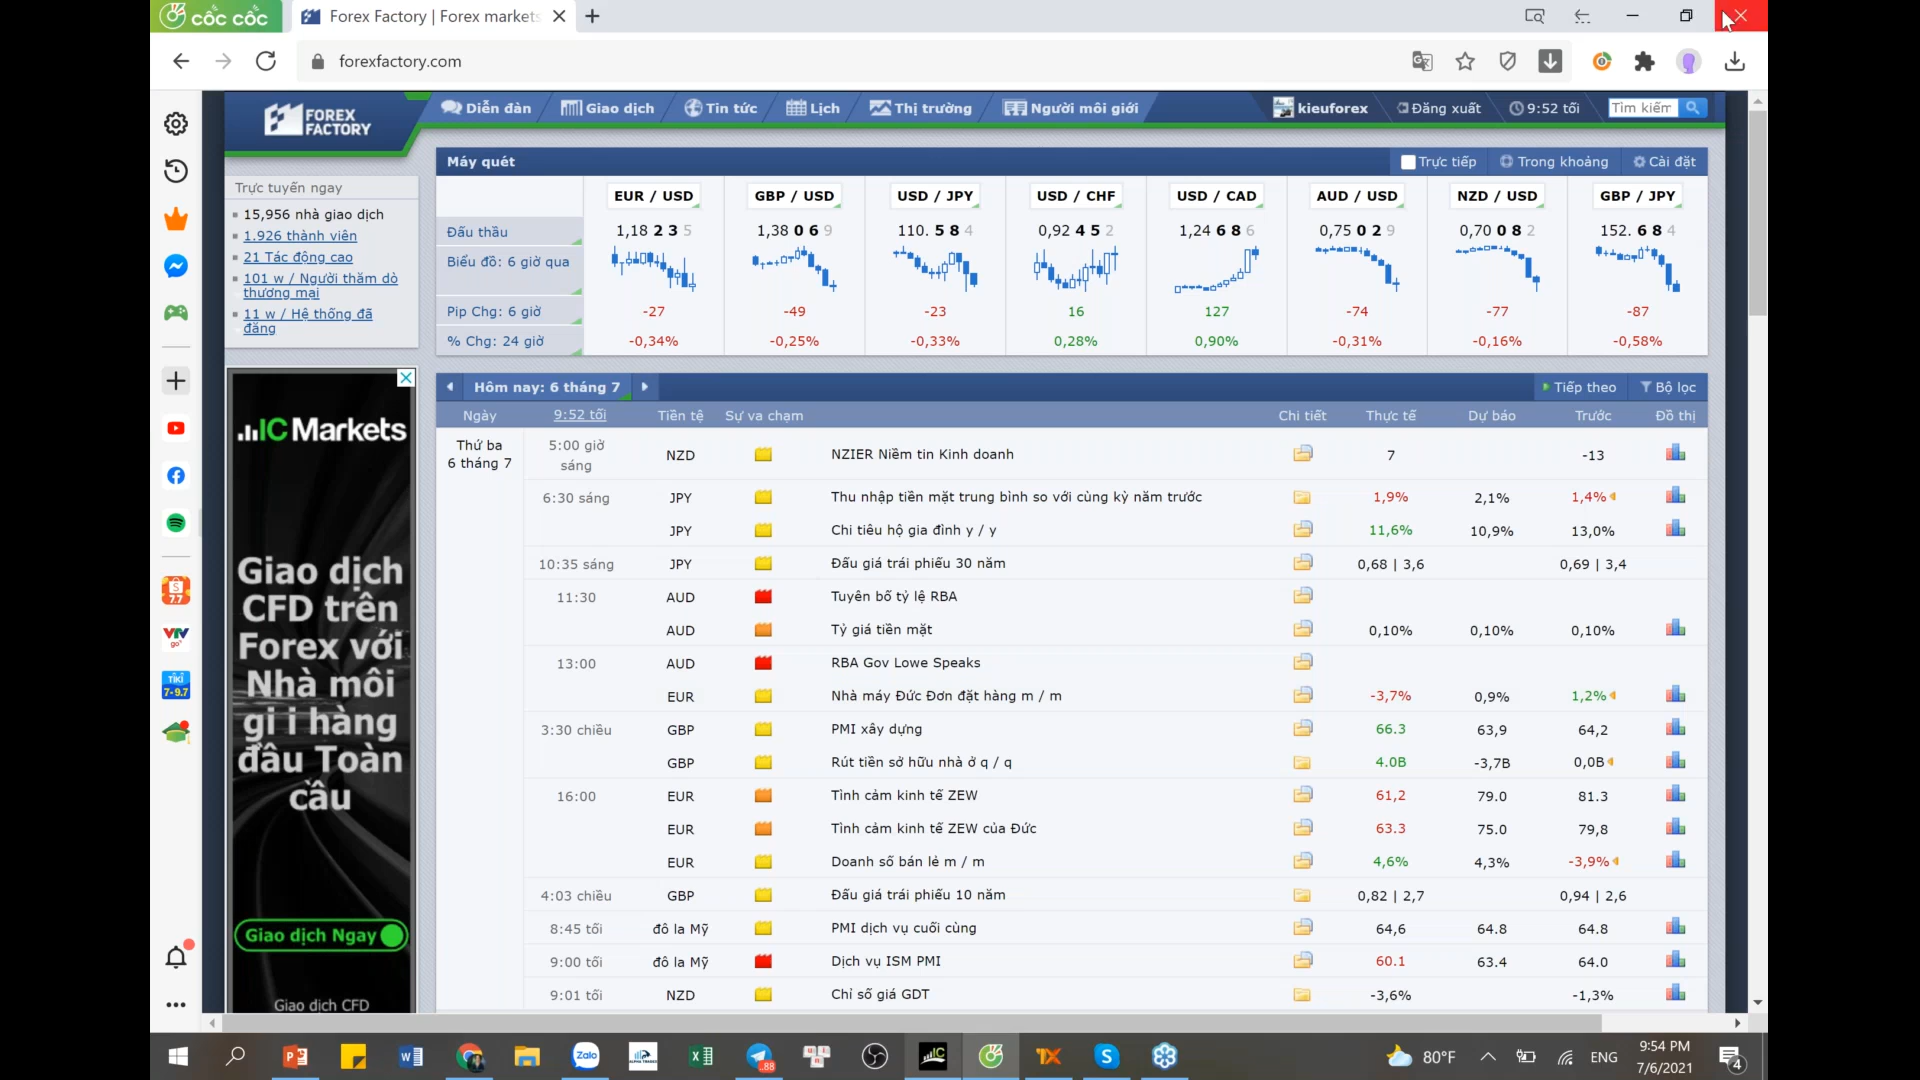 cốc cốc
Forex Factory | Forex markets
forexfactory.com
FOREX
FACTORY
Diễn đàn
Giao dịch
Tin tức
Lịch
Thị trường
Người môi giới
kieuforex
Đăng xuất
9:52 tối
Tìm kiếm
Trực tuyến ngay
15,956 nhà giao dịch
1.926 thành viên
21 Tác động cao
101 w / Người thăm dò
thương mại
11 w / Hệ thống đã
đăng
IC Markets
Giao dịch
CFD trên
Forex với
Nhà môi
gi i hàng
đầu Toàn
cầu
Giao dịch Ngay
Giao dịch CFD
Máy quét
Trực tiếp
Trong khoảng
Cài đặt
EUR / USD GBP / USD USD / JPY USD / CHF USD / CAD AUD / USD NZD / USD GBP / JPY
Đấu thầu 1,18 2 3 5 1,38 0 6 9 110. 5 8 4 0,92 4 5 2 1,24 6 8 6 0,75 0 2 9 0,70 0 8 2 152. 6 8 4
Biểu đồ: 6 giờ qua
Pip Chg: 6 giờ -27 -49 -23 16 127 -74 -77 -87
% Chg: 24 giờ -0,34% -0,25% -0,33% 0,28% 0,90% -0,31% -0,16% -0,58%
Hôm nay: 6 tháng 7
Tiếp theo
Bộ lọc
Ngày 9:52 tối Tiền tệ Sự va chạm Chi tiết Thực tế Dự báo Trước Đồ thị
Thứ ba
6 tháng 7
5:00 giờ
sáng
NZD NZIER Niềm tin Kinh doanh 7 -13
6:30 sáng JPY Thu nhập tiền mặt trung bình so với cùng kỳ năm trước 1,9% 2,1% 1,4%
JPY Chi tiêu hộ gia đình y / y 11,6% 10,9% 13,0%
10:35 sáng JPY Đấu giá trái phiếu 30 năm 0,68 | 3,6 0,69 | 3,4
11:30 AUD Tuyên bố tỷ lệ RBA
AUD Tỷ giá tiền mặt 0,10% 0,10% 0,10%
13:00 AUD RBA Gov Lowe Speaks
EUR Nhà máy Đức Đơn đặt hàng m / m -3,7% 0,9% 1,2%
3:30 chiều GBP PMI xây dựng 66.3 63,9 64,2
GBP Rút tiền sở hữu nhà ở q / q 4.0B -3,7B 0,0B
16:00 EUR Tình cảm kinh tế ZEW 61,2 79.0 81.3
EUR Tình cảm kinh tế ZEW của Đức 63.3 75.0 79,8
EUR Doanh số bán lẻ m / m 4,6% 4,3% -3,9%
4:03 chiều GBP Đấu giá trái phiếu 10 năm 0,82 | 2,7 0,94 | 2,6
8:45 tối đô la Mỹ PMI dịch vụ cuối cùng 64,6 64.8 64.8
9:00 tối đô la Mỹ Dịch vụ ISM PMI 60.1 63.4 64.0
9:01 tối NZD Chỉ số giá GDT -3,6% -1,3%
7.7
VTV
go
TIKI
7-9.7
Zalo
.88
80°F
ENG
9:54 PM
7/6/2021
4